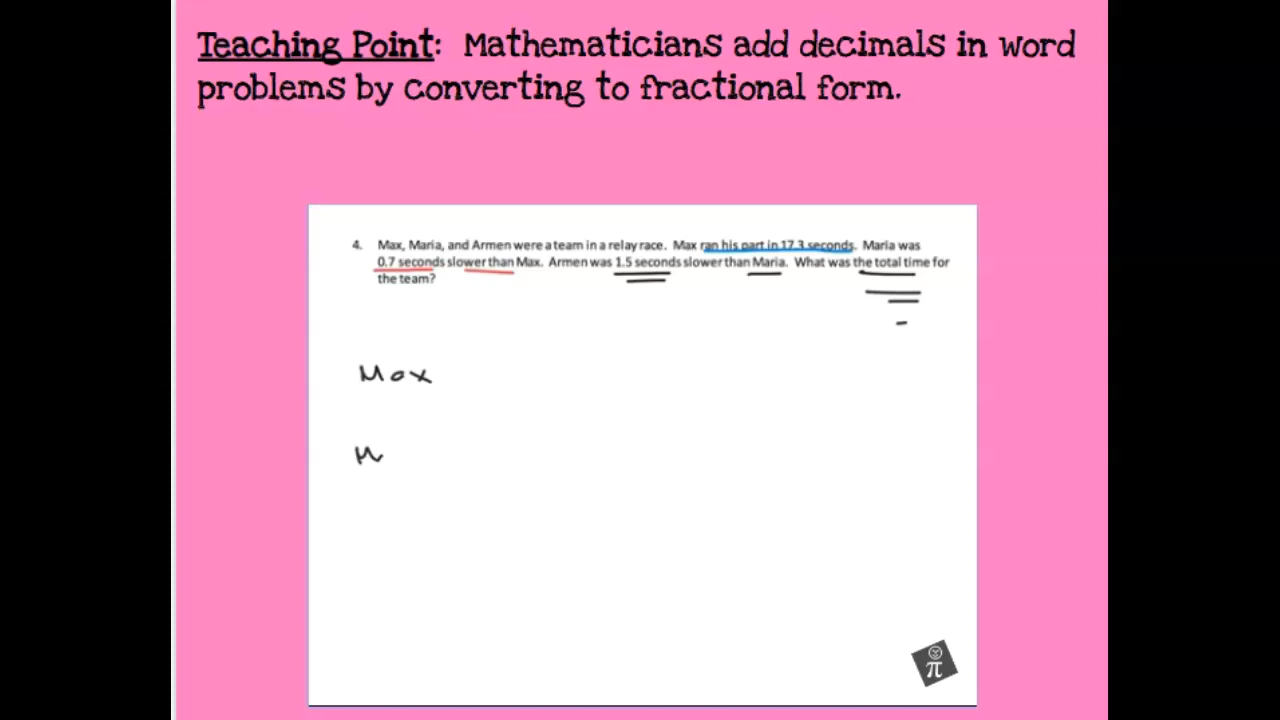 Teaching Point: Mathematicians add decimals in word
problems by converting to fractional form.
4. Max, Maria, and Armen were a team in a relay race. Max ran his part in 17.3 seconds. Maria was
0.7 seconds slower than Max. Armen was 1.5 seconds slower than Maria. What was the total time for
the team?
Max
M
π